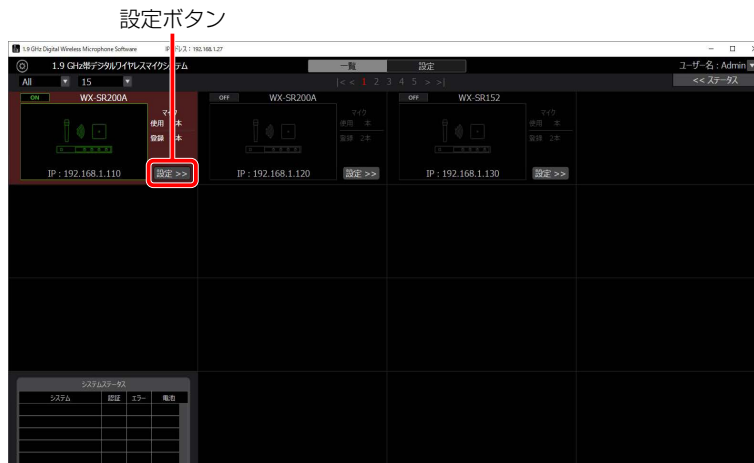 設定ボタン
1.9 GHz Digital Wireless Microphone Software 192.168.1.27
1.9 GHz帯デジタルワイヤレスマイクシステム 一覧 設定 ユーザー名 : Admin
All 15 |< < 1 2 3 4 5 > >| << ステータス
ON WX-SR200A OFF WX-SR200A OFF WX-SR152
マイク マイク マイク
使用 本 使用 本 使用 本
登録 本 登録 2本 登録 2本
IP : 192.168.1.110 設定 >> IP : 192.168.1.120 設定 >> IP : 192.168.1.130 設定 >>
システムステータス
システム 認証 エラー 電池